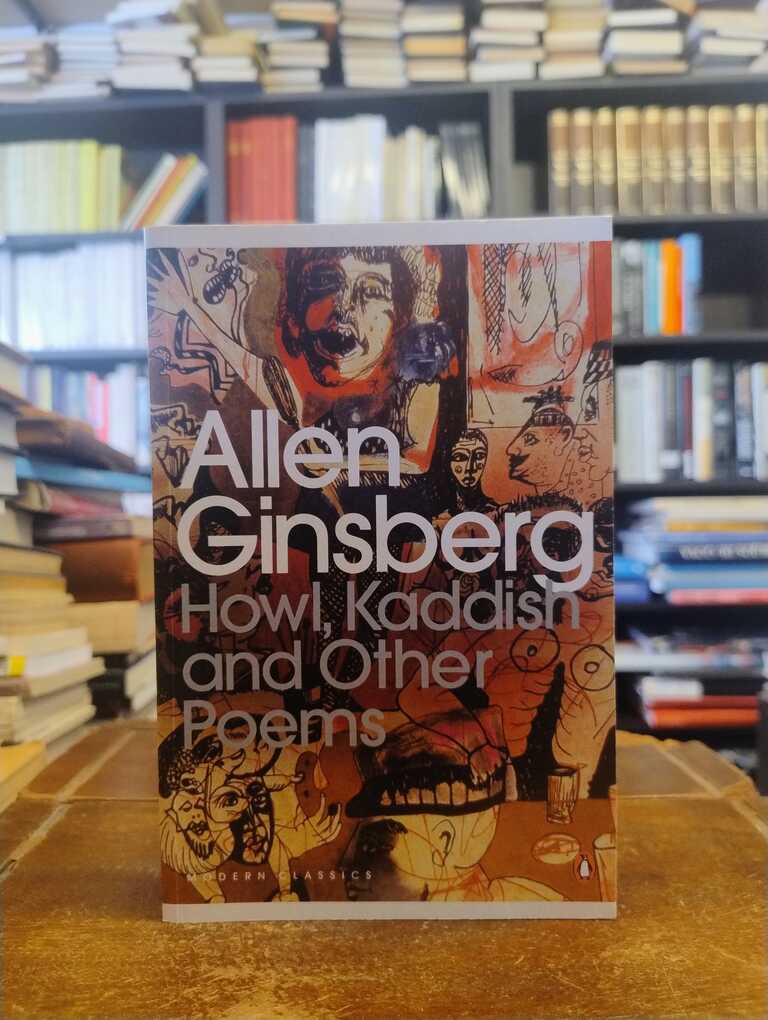 Allen
Ginsberg
Howl, Kaddish
and Other
Poems
MODERN CLASSICS